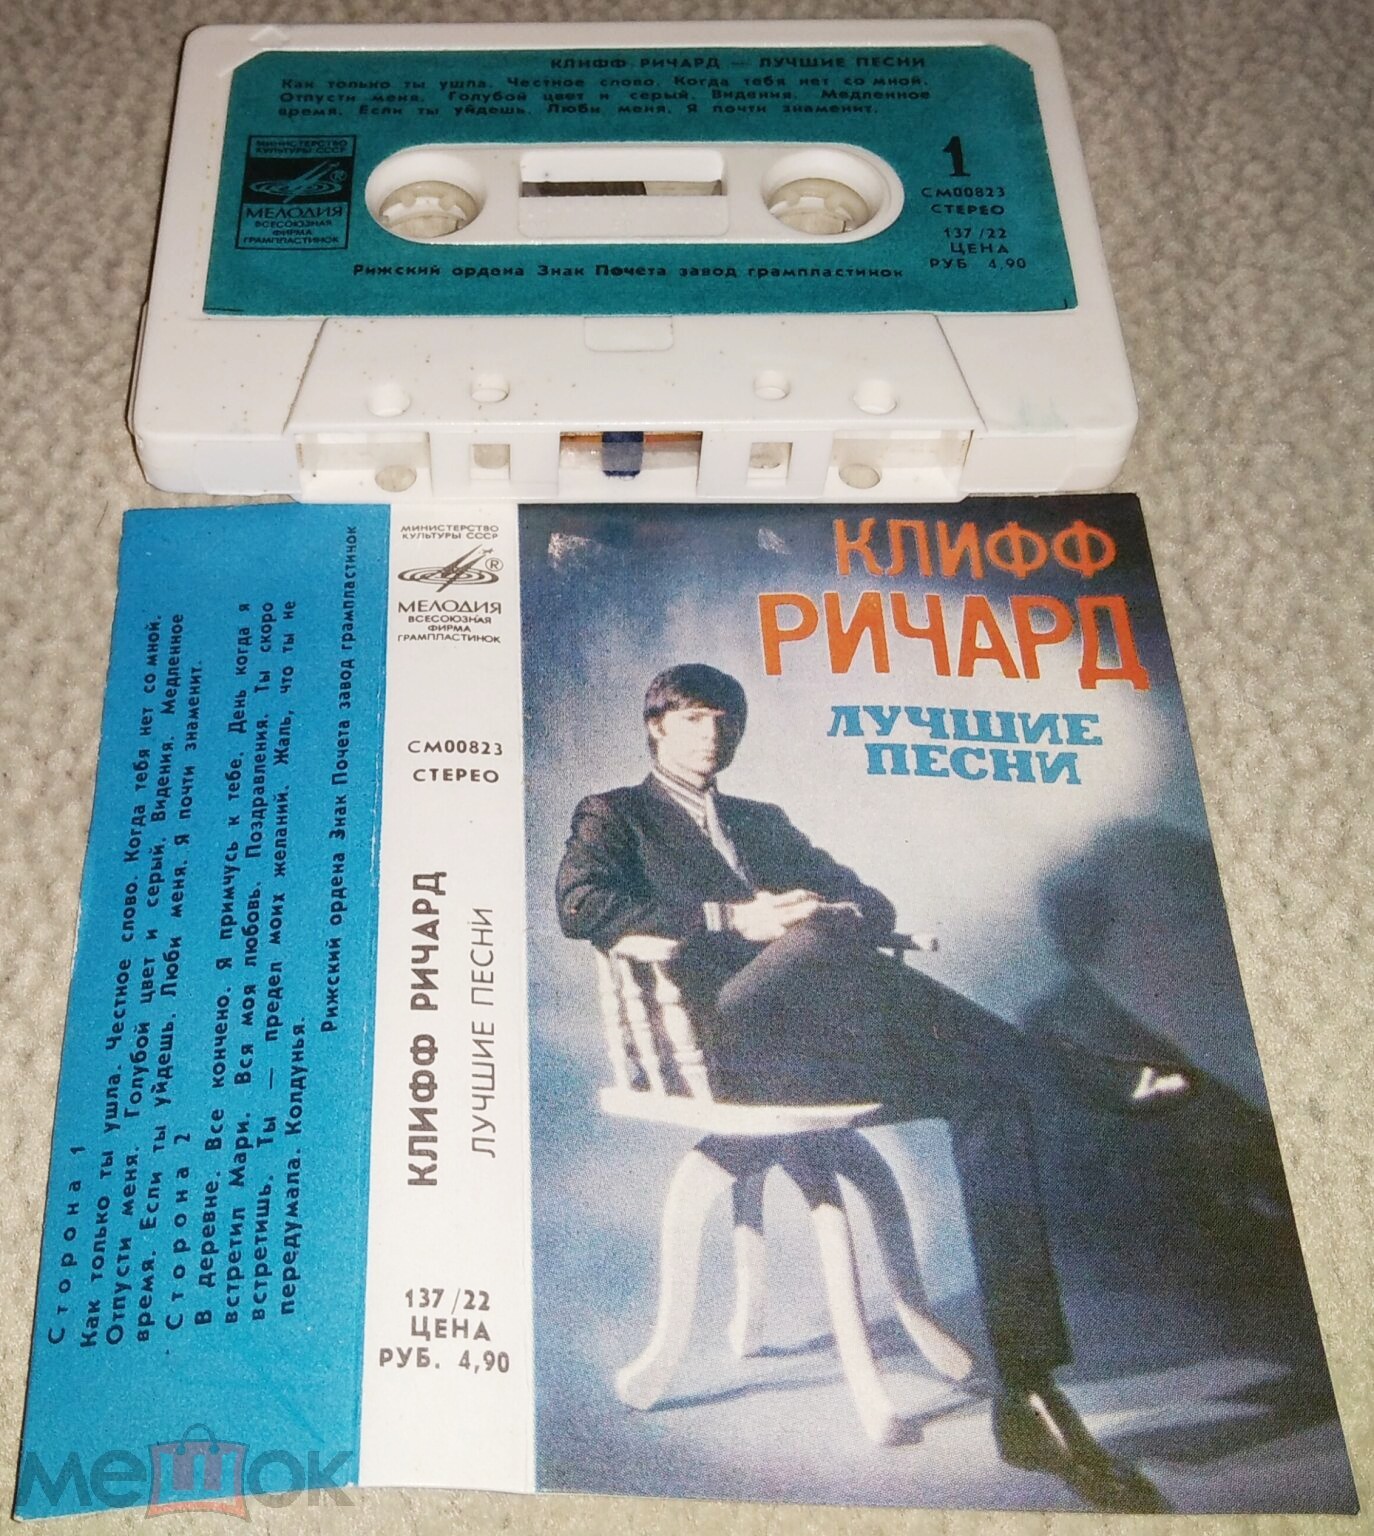 КЛИФФ РИЧАРД — ЛУЧШИЕ ПЕСНИ
Как только ты ушла. Честное слово. Когда тебя нет со мной.
Отпусти меня. Голубой цвет и серый. Видения. Медленное
время. Если ты уйдешь. Люби меня. Я почти знаменит.
МИНИСТЕРСТВО
КУЛЬТУРЫ СССР
®
МЕЛОДИЯ
ВСЕСОЮЗНАЯ
ФИРМА
ГРАМПЛАСТИНОК
1
СМ00823
СТЕРЕО
137/22
ЦЕНА
РУБ. 4,90
Рижский ордена Знак Почета завод грампластинок
Сторона 1
Как только ты ушла. Честное слово. Когда тебя нет со мной.
Отпусти меня. Голубой цвет и серый. Видения. Медленное
время. Если ты уйдешь. Люби меня. Я почти знаменит.
Сторона 2
В деревне. Все кончено. Я примчусь к тебе. День когда я
встретил Мари. Вся моя любовь. Поздравления. Ты скоро
встретишь. Ты — предел моих желаний. Жаль, что ты не
передумала. Колдунья.
Рижский ордена Знак Почета завод грампластинок
МИНИСТЕРСТВО
КУЛЬТУРЫ СССР
®
МЕЛОДИЯ
ВСЕСОЮЗНАЯ
ФИРМА
ГРАМПЛАСТИНОК
СМ00823
СТЕРЕО
КЛИФФ РИЧАРД
ЛУЧШИЕ ПЕСНИ
137/22
ЦЕНА
РУБ. 4,90
КЛИФФ
РИЧАРД
ЛУЧШИЕ
ПЕСНИ
мешок